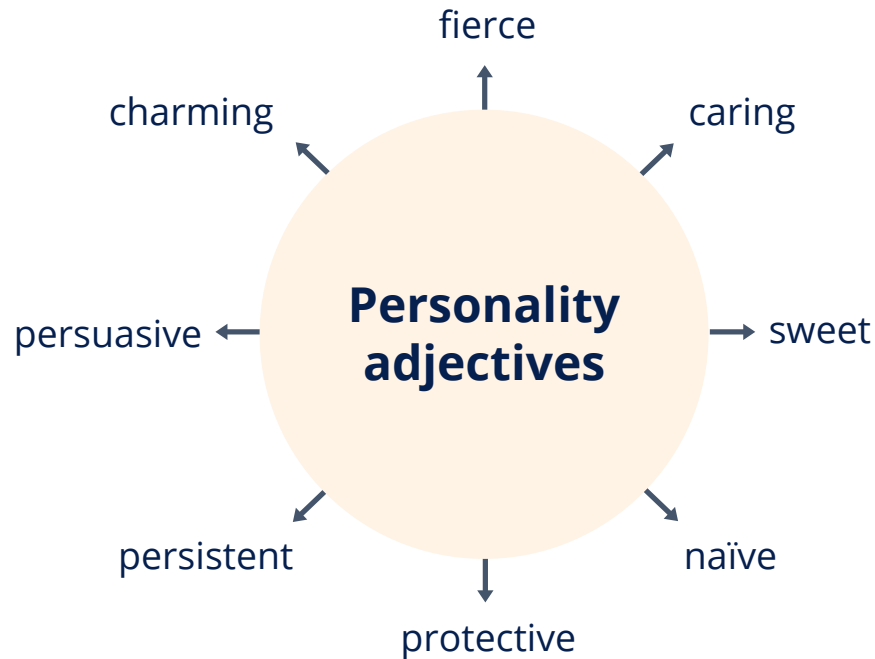 fierce
charming
caring
Personality
adjectives
persuasive
sweet
persistent
naïve
protective